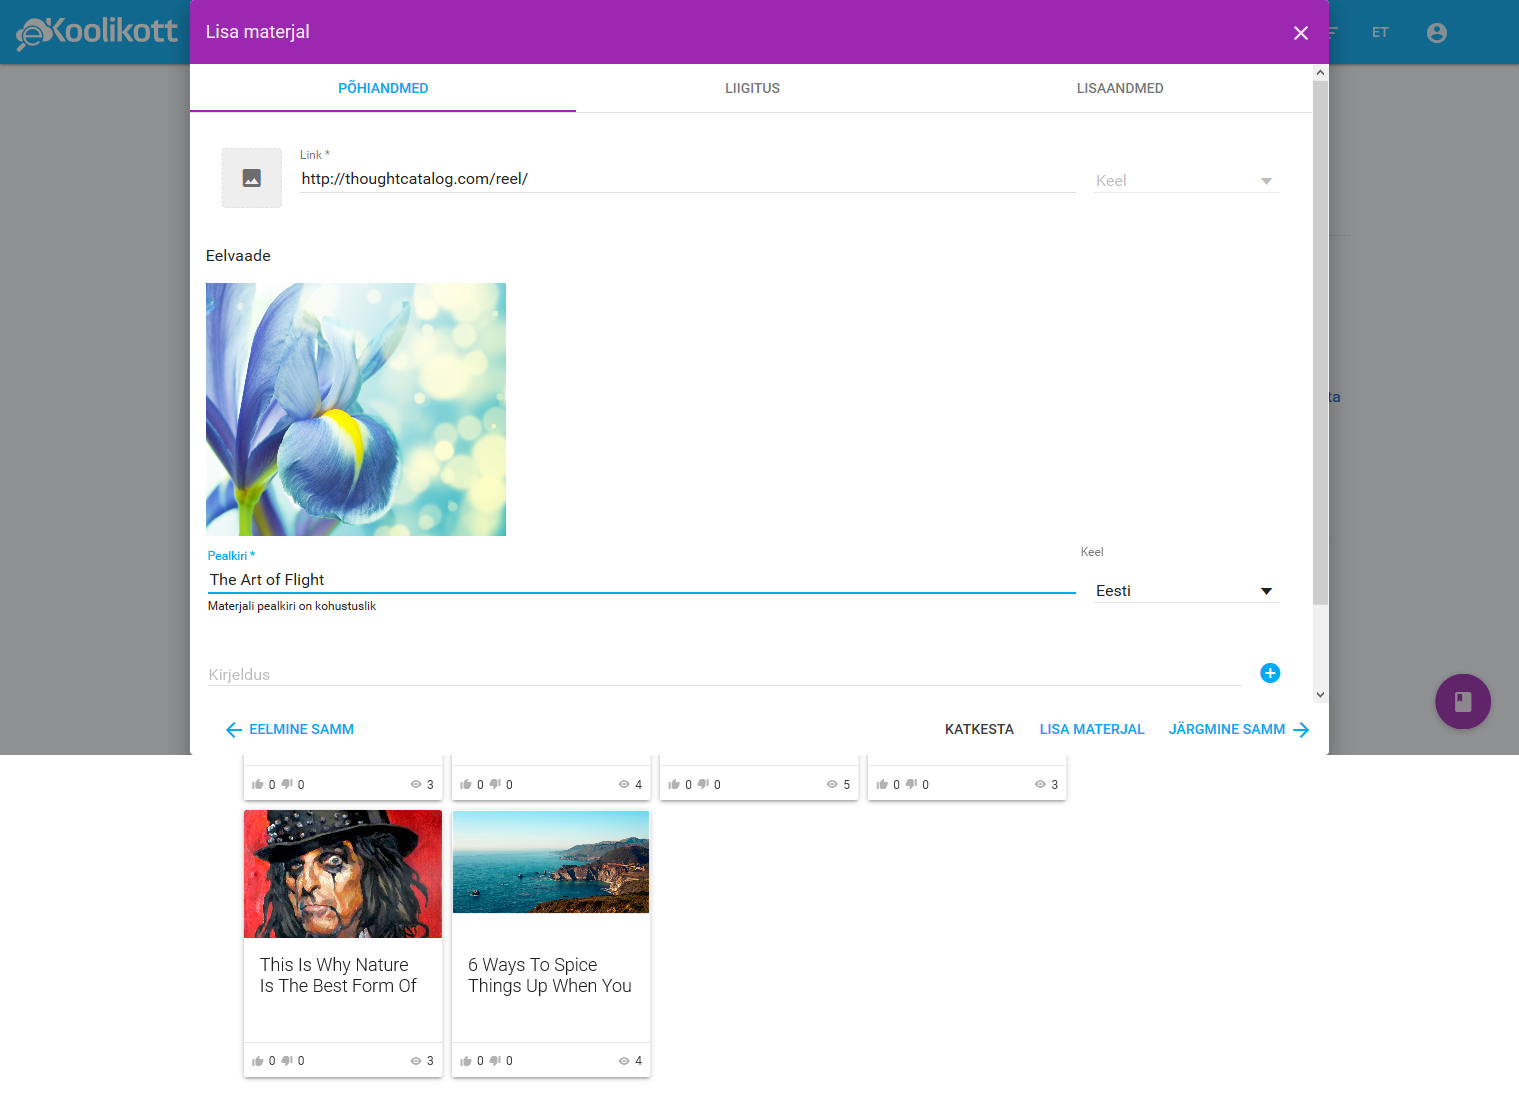 eKoolikott
Lisa materjal
ET
PÕHIANDMED
LIIGITUS
LISAANDMED
Link *
http://thoughtcatalog.com/reel/
Keel
Eelvaade
ta
Pealkiri *
Keel
The Art of Flight
Eesti
Materjali pealkiri on kohustuslik
Kirjeldus
EELMINE SAMM
KATKESTA
LISA MATERJAL
JÄRGMINE SAMM
0 0 3
0 0 4
0 0 5
0 0 3
This Is Why Nature
Is The Best Form Of
0 0 3
6 Ways To Spice
Things Up When You
0 0 4